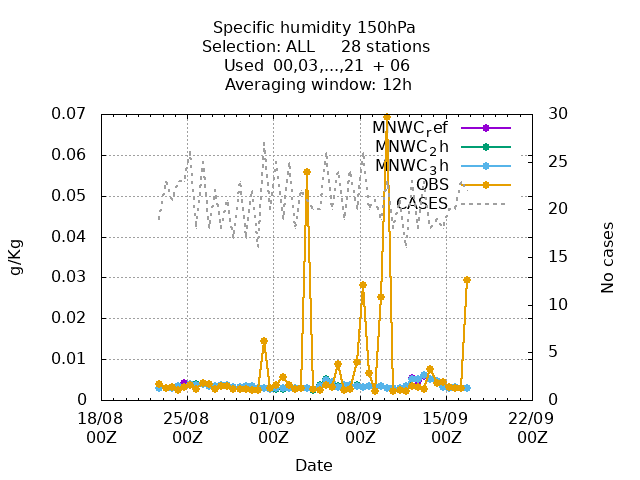 Specific humidity 150hPa
Selection: ALL 28 stations
Used 00,03,...,21 + 06
Averaging window: 12h
0.07
0.06
0.05
0.04
0.03
0.02
0.01
0
30
25
20
15
10
5
0
MNWC_ref
MNWC_2h
MNWC_3h
OBS
CASES
g/Kg
No cases
18/08 25/08 01/09 08/09 15/09 22/09
00Z 00Z 00Z 00Z 00Z 00Z
Date